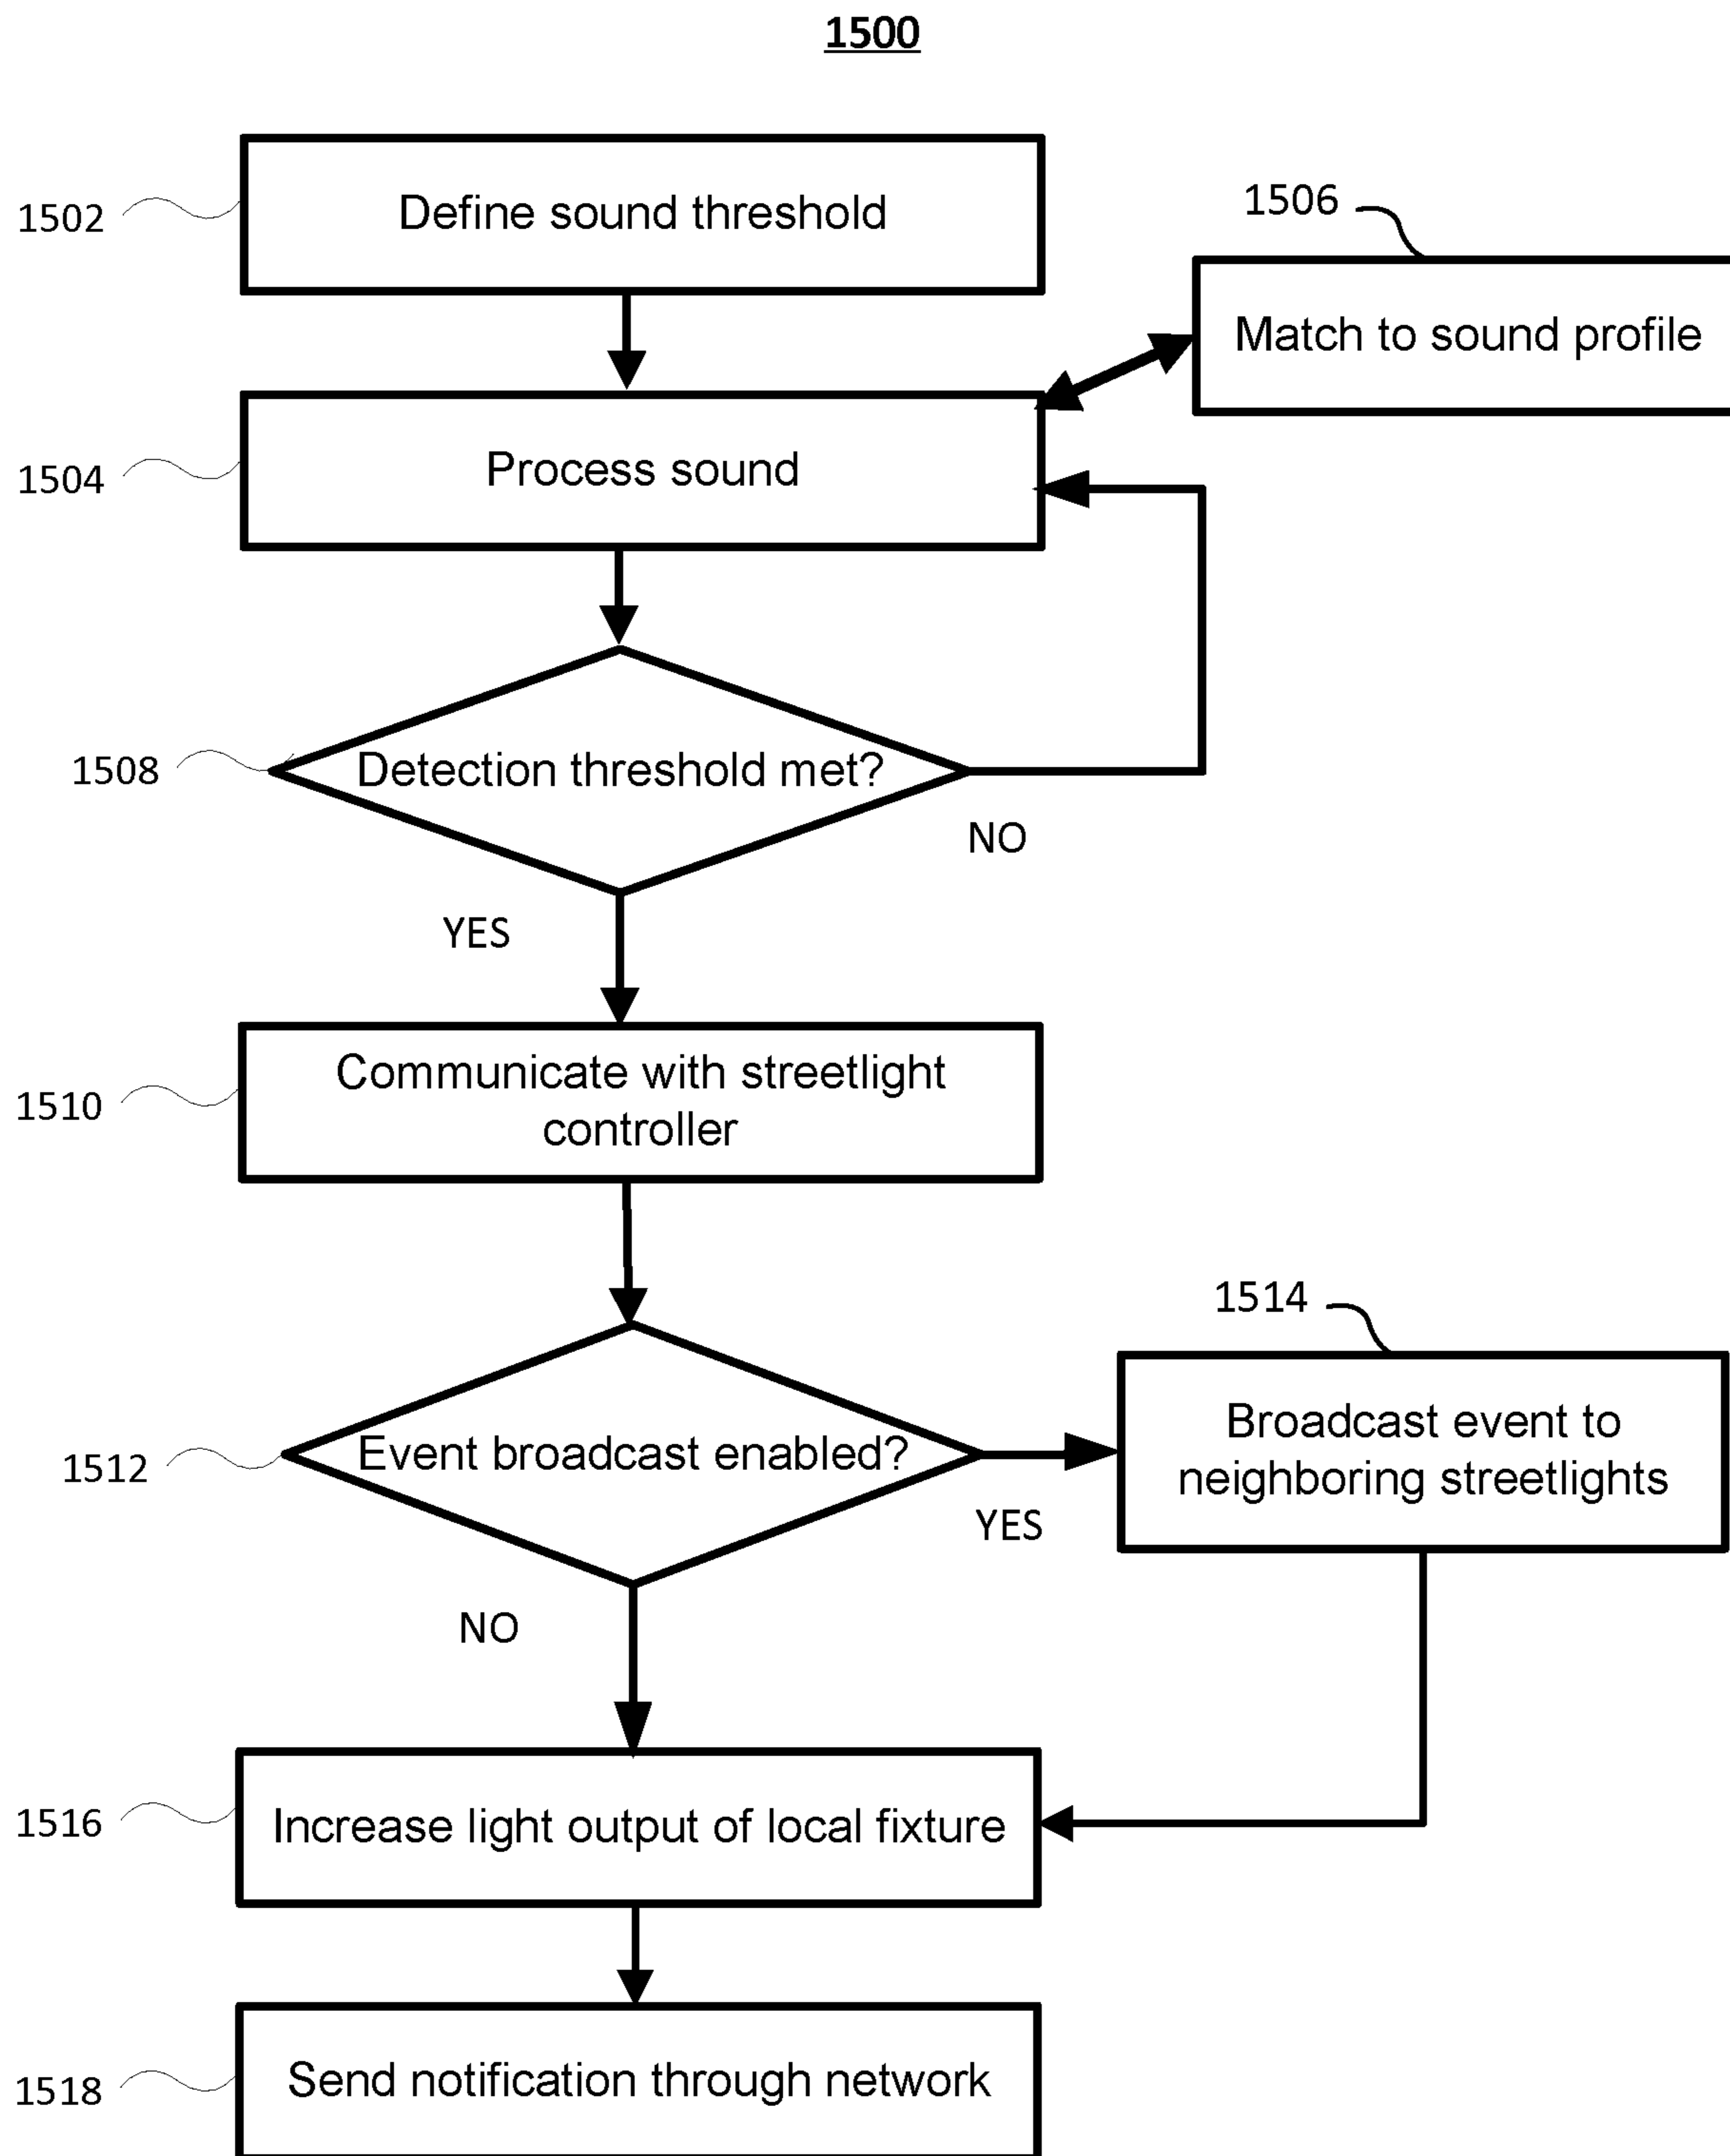 1500
1502
Define sound threshold
1506
Match to sound profile
1504
Process sound
1508
Detection threshold met?
NO
YES
1510
Communicate with streetlight
controller
1514
Broadcast event to
neighboring streetlights
1512
Event broadcast enabled?
YES
NO
1516
Increase light output of local fixture
1518
Send notification through network